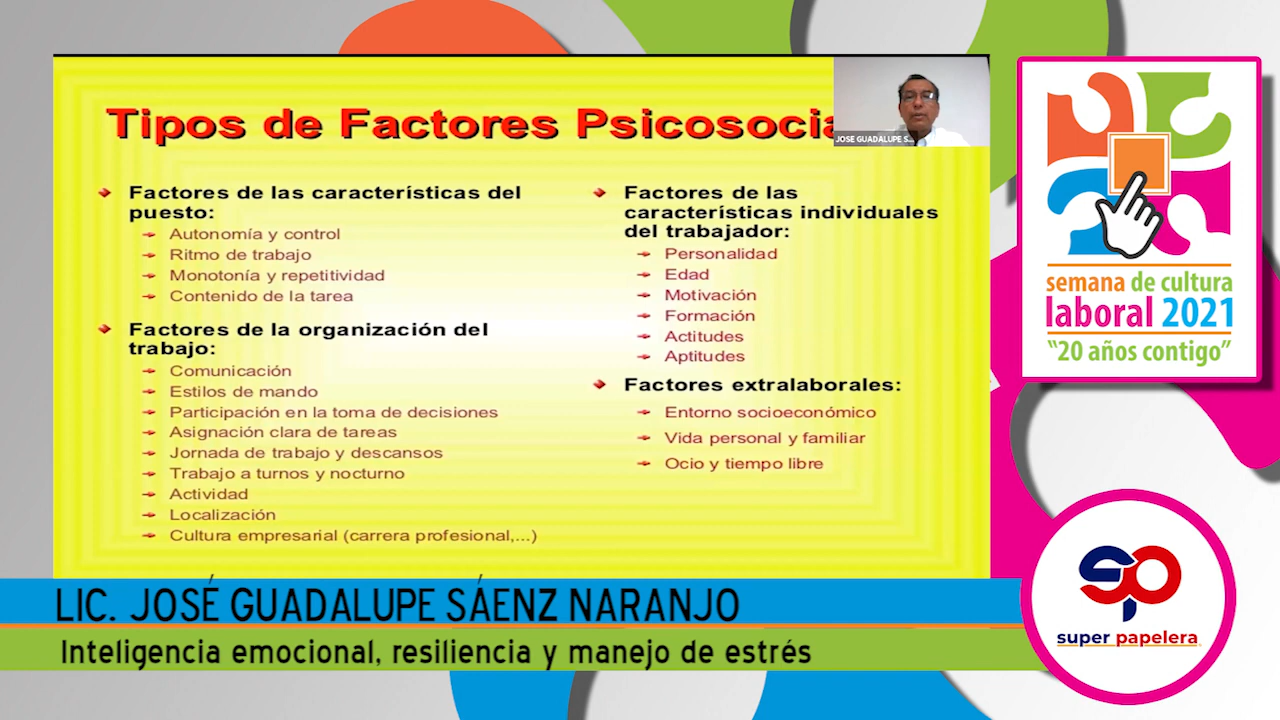 Tipos de Factores Psicosocia
JOSE GUADALUPE S...
Factores de las características del
puesto:
Autonomía y control
Ritmo de trabajo
Monotonía y repetitividad
Contenido de la tarea
Factores de la organización del
trabajo:
Comunicación
Estilos de mando
Participación en la toma de decisiones
Asignación clara de tareas
Jornada de trabajo y descansos
Trabajo a turnos y nocturno
Actividad
Localización
Cultura empresarial (carrera profesional,...)
Factores de las
características individuales
del trabajador:
Personalidad
Edad
Motivación
Formación
Actitudes
Aptitudes
Factores extralaborales:
Entorno socioeconómico
Vida personal y familiar
Ocio y tiempo libre
semana de cultura
laboral 2021
"20 años contigo"
LIC. JOSÉ GUADALUPE SÁENZ NARANJO
Inteligencia emocional, resiliencia y manejo de estrés
sp
super papelera